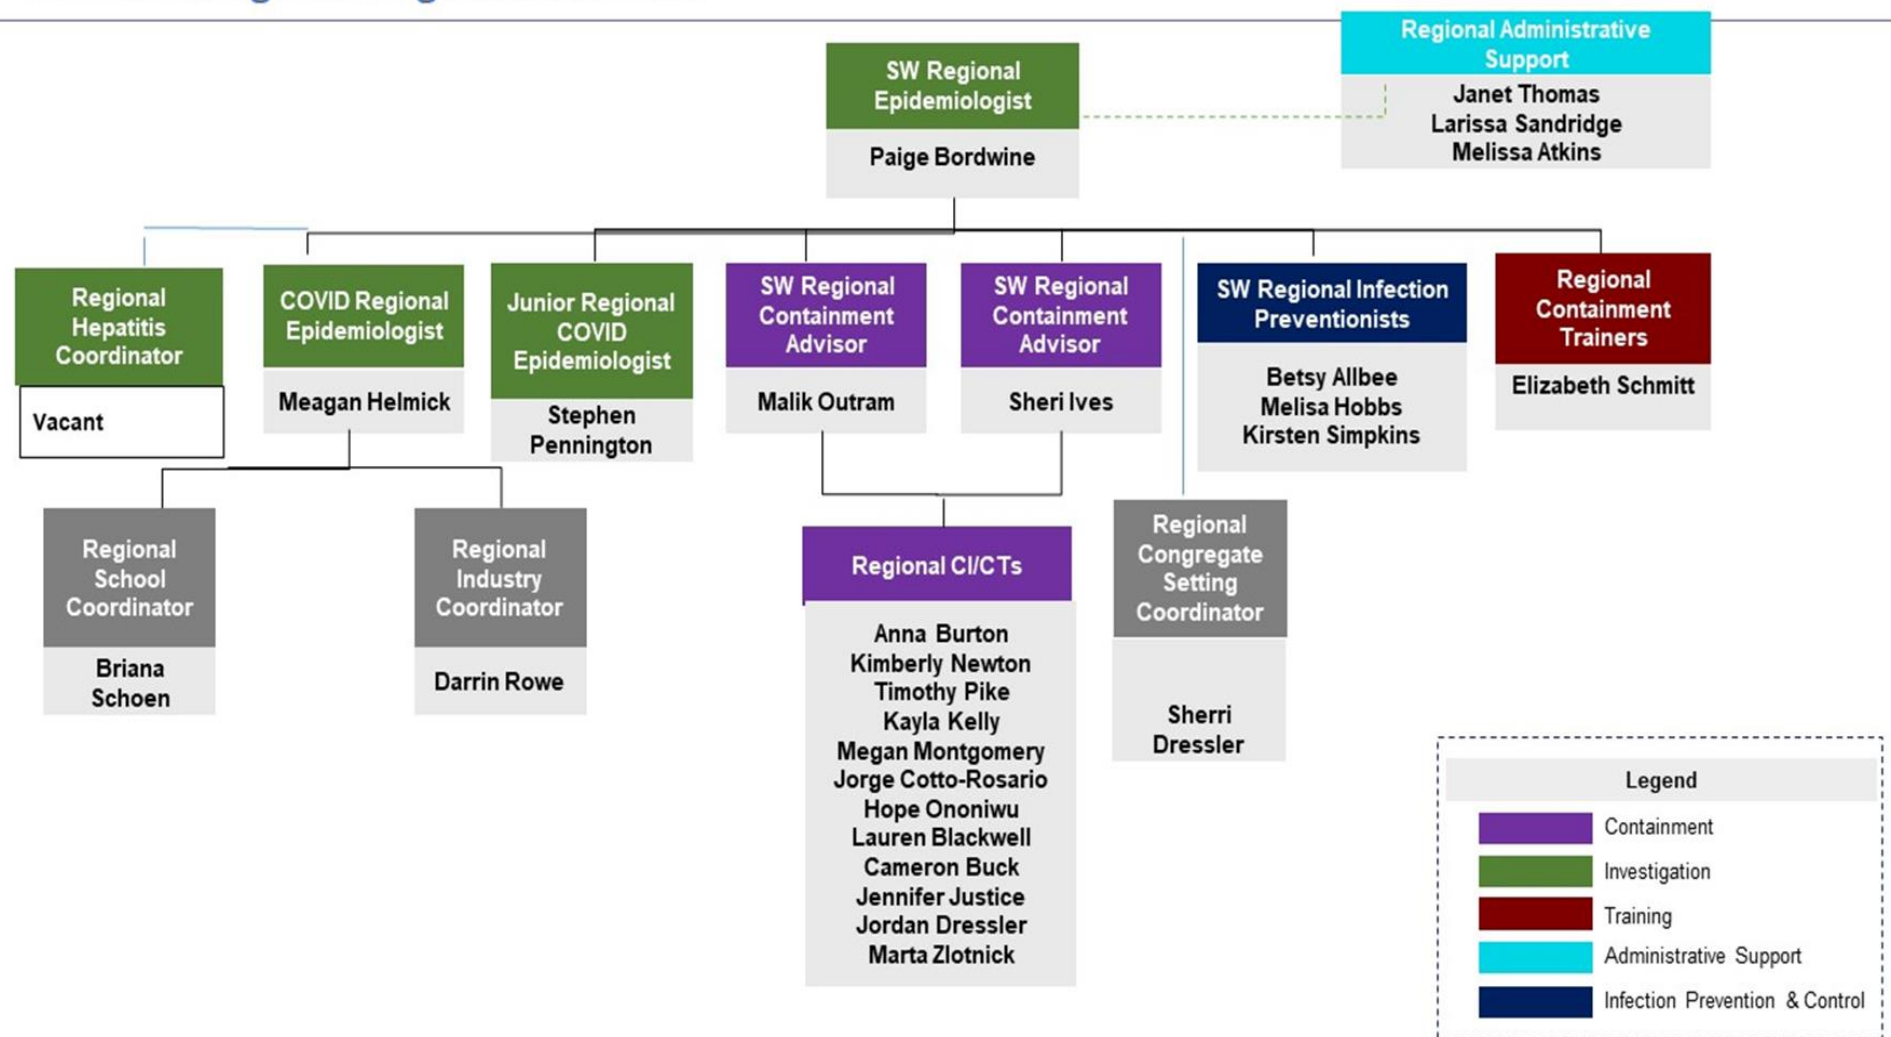 Regional Administrative
Support
Janet Thomas
Larissa Sandridge
Melissa Atkins
SW Regional
Epidemiologist
Paige Bordwine
Regional
Hepatitis
Coordinator
Vacant
COVID Regional
Epidemiologist
Meagan Helmick
Junior Regional
COVID
Epidemiologist
Stephen
Pennington
SW Regional
Containment
Advisor
Malik Outram
SW Regional
Containment
Advisor
Sheri Ives
SW Regional Infection
Preventionists
Betsy Allbee
Melisa Hobbs
Kirsten Simpkins
Regional
Containment
Trainers
Elizabeth Schmitt
Regional
School
Coordinator
Briana
Schoen
Regional
Industry
Coordinator
Darrin Rowe
Regional CI/CTs
Anna Burton
Kimberly Newton
Timothy Pike
Kayla Kelly
Megan Montgomery
Jorge Cotto-Rosario
Hope Ononiwu
Lauren Blackwell
Cameron Buck
Jennifer Justice
Jordan Dressler
Marta Zlotnick
Regional
Congregate
Setting
Coordinator
Sherri
Dressler
Legend
Containment
Investigation
Training
Administrative Support
Infection Prevention & Control